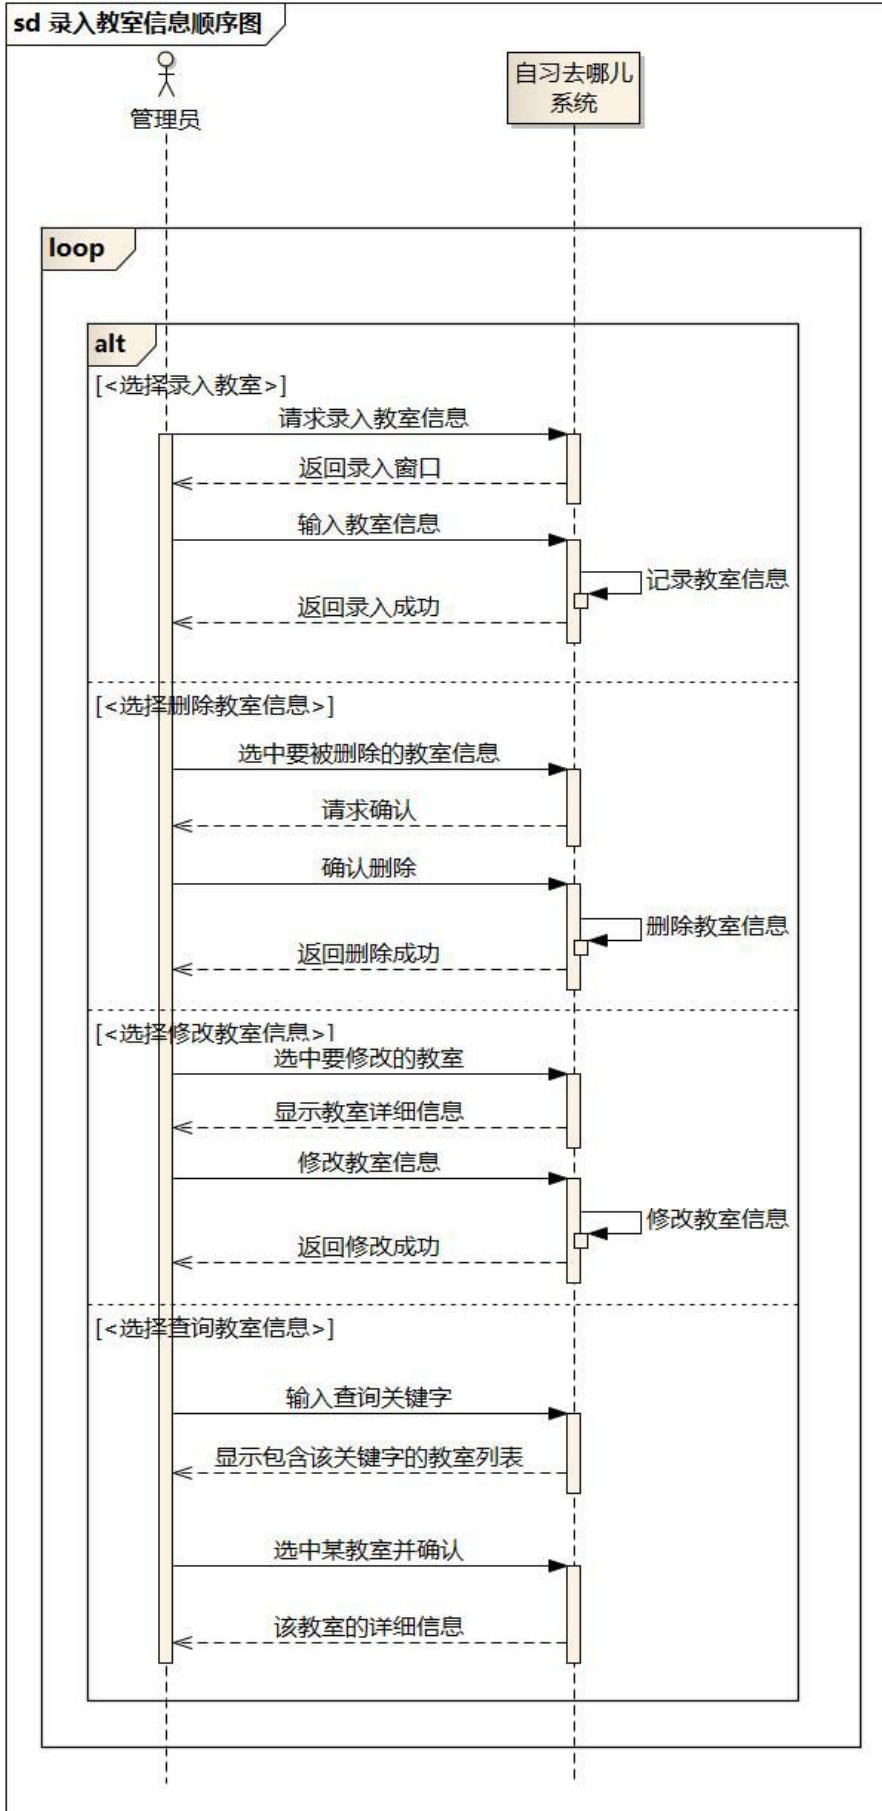 sd 录入教室信息顺序图
管理员
自习去哪儿
系统
loop
alt
[<选择录入教室>]
请求录入教室信息
返回录入窗口
输入教室信息
记录教室信息
返回录入成功
[<选择删除教室信息>]
选中要被删除的教室信息
请求确认
确认删除
删除教室信息
返回删除成功
[<选择修改教室信息>]
选中要修改的教室
显示教室详细信息
修改教室信息
修改教室信息
返回修改成功
[<选择查询教室信息>]
输入查询关键字
显示包含该关键字的教室列表
选中某教室并确认
该教室的详细信息